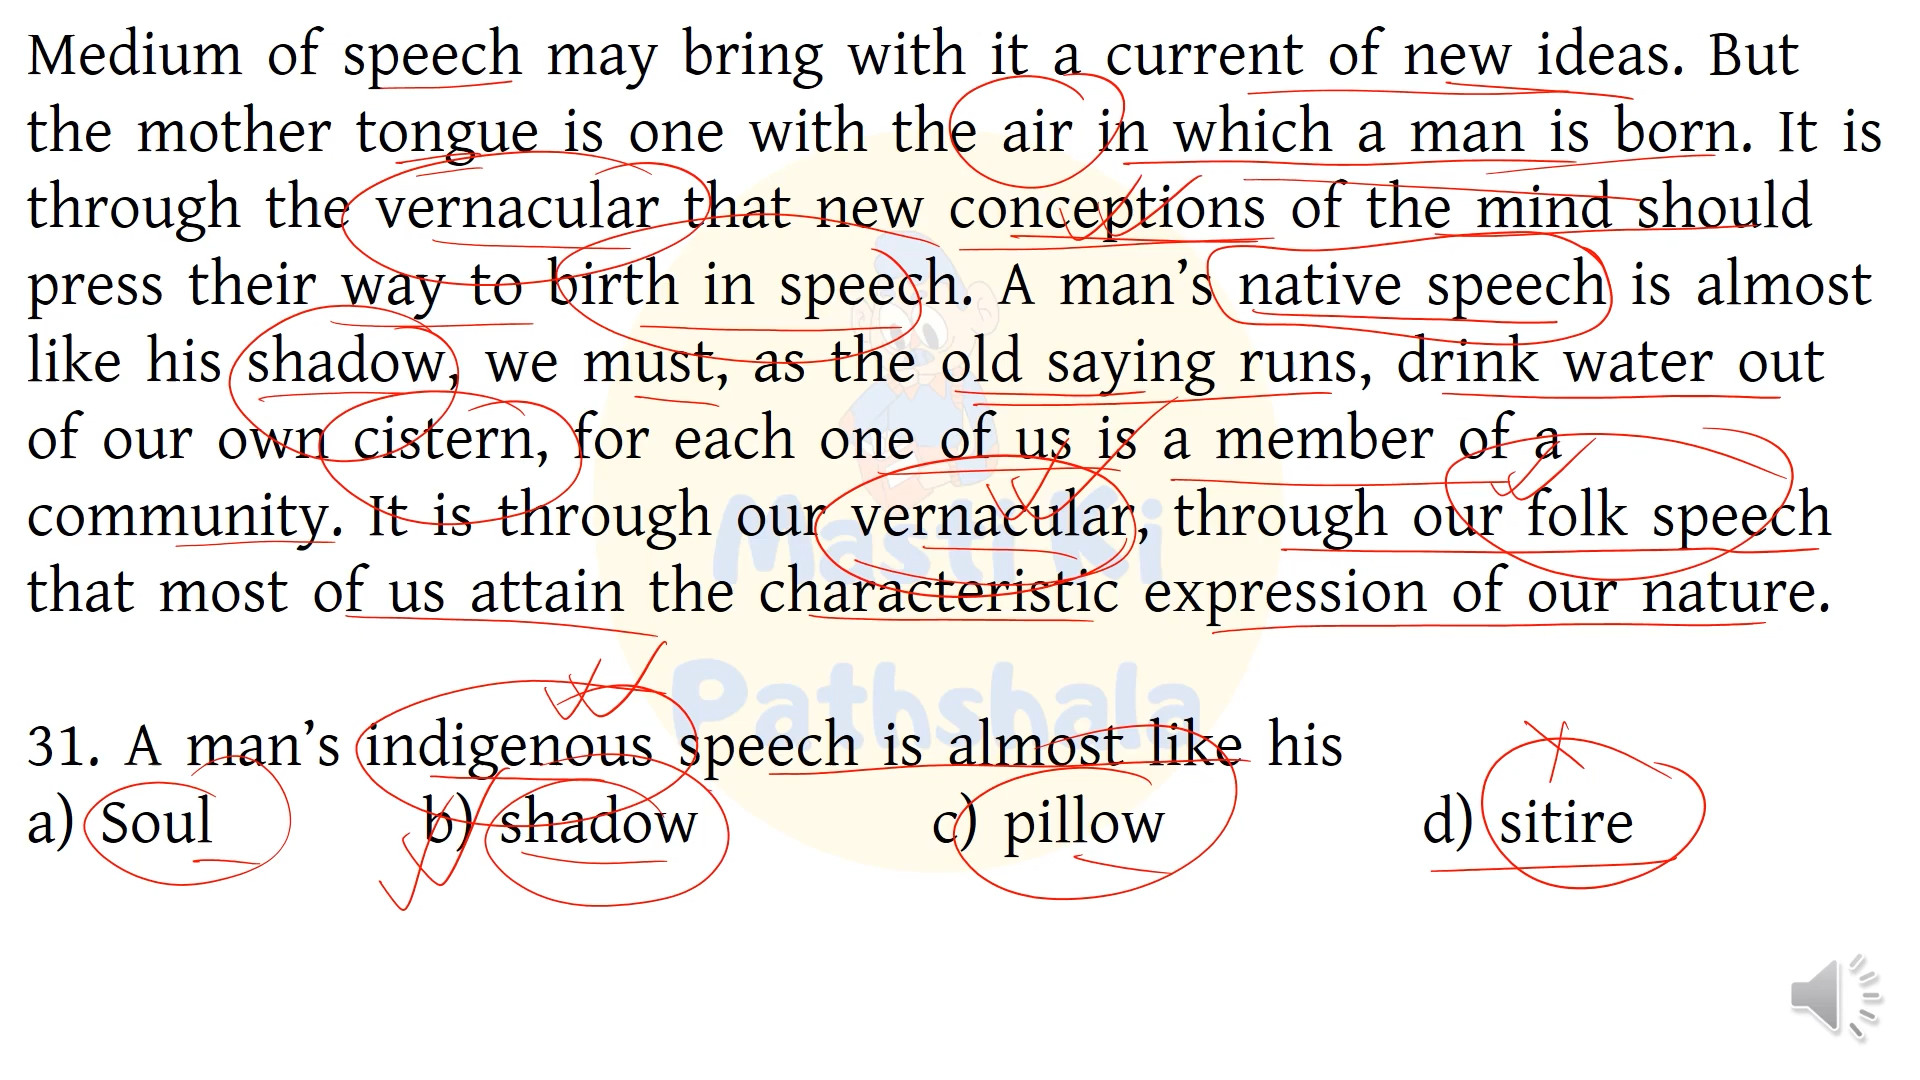 Medium of speech may bring with it a current of new ideas. But
the mother tongue is one with the air in which a man is born. It is
through the vernacular that new conceptions of the mind should
press their way to birth in speech. A man’s native speech is almost
like his shadow, we must, as the old saying runs, drink water out
of our own cistern, for each one of us is a member of a
community. It is through our vernacular, through our folk speech
that most of us attain the characteristic expression of our nature.
Masti Ki
Pathshala
31. A man’s indigenous speech is almost like his
a) Soul b) shadow c) pillow d) sitire